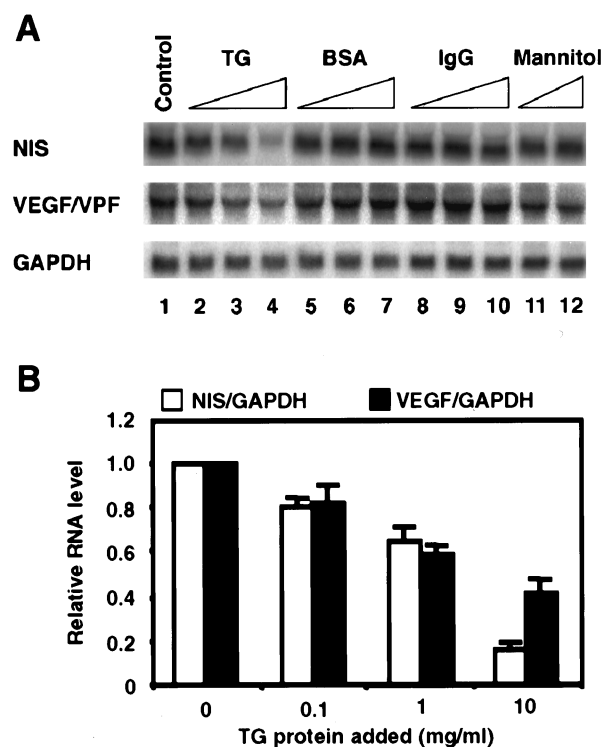 A
Control
TG BSA IgG Mannitol
NIS
VEGF/VPF
GAPDH
1 2 3 4 5 6 7 8 9 10 11 12
B
NIS/GAPDH VEGF/GAPDH
Relative RNA level
1.2
1.0
0.8
0.6
0.4
0.2
0
0 0.1 1 10
TG protein added (mg/ml)